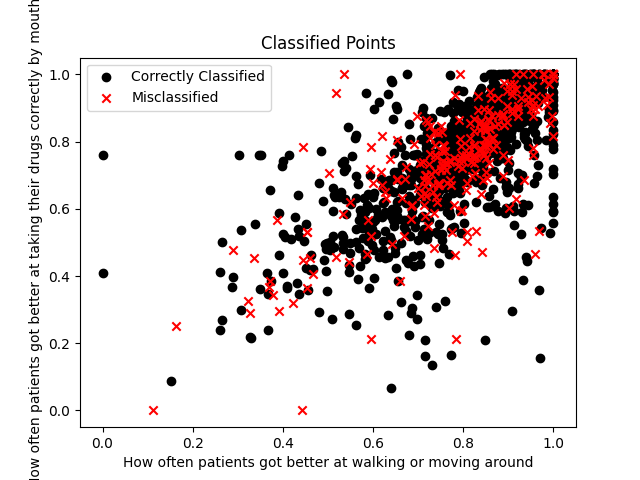 Classified Points
Correctly Classified
Misclassified
1.0
0.8
0.6
0.4
0.2
0.0
0.0
0.2
0.4
0.6
0.8
1.0
How often patients got better at walking or moving around
often patients got better at taking their drugs correctly by mouth